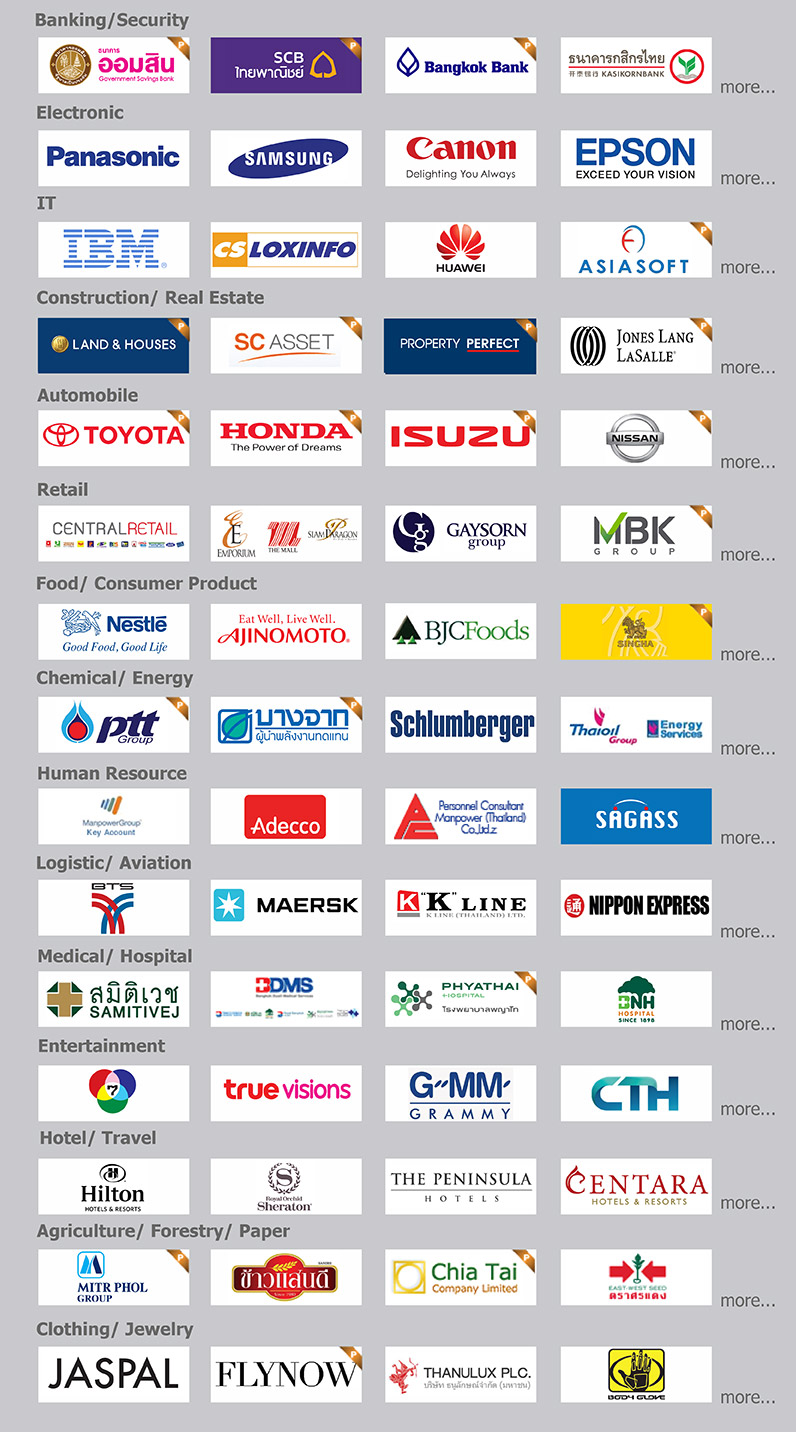 Banking/Security
ธนาคาร
ออมสิน
Government Savings Bank
P
SCB
ไทยพาณิชย์
P
Bangkok Bank
P
ธนาคารกสิกรไทย
开泰银行 KASIKORNBANK
more...
Electronic
Panasonic
SAMSUNG
Canon
Delighting You Always
EPSON
EXCEED YOUR VISION
more...
IT
IBM®
CS LOXINFO
HUAWEI
ASIASOFT
P
more...
Construction/ Real Estate
LAND & HOUSES
P
SC ASSET
P
PROPERTY PERFECT
P
JONES LANG
LASALLE®
P
more...
Automobile
TOYOTA
P
HONDA
The Power of Dreams
P
ISUZU
P
NISSAN
P
more...
Retail
CENTRALRETAIL
E
E
EMPORIUM
THE MALL
SIAM PARAGON
Gg
GAYSORN
group
MBK
GROUP
P
more...
Food/ Consumer Product
Nestlé
Good Food, Good Life
Eat Well, Live Well.
AJINOMOTO®
BJCFoods
SINGHA
P
more...
Chemical/ Energy
ptt
Group
P
บางจาก
ผู้นำพลังงานทดแทน
P
Schlumberger
Thaioil
Group
Energy
Services
more...
Human Resource
ManpowerGroup
Key Account
Adecco
Personnel Consultant
Manpower (Thailand)
Co.,Ltd.z
SAGASS
more...
Logistic/ Aviation
BTS
MAERSK
K "K" LINE
K LINE (THAILAND) LTD.
通 NIPPON EXPRESS
more...
Medical/ Hospital
สมิติเวช
SAMITIVEJ
BDMS
Bangkok Dusit Medical Services
PHYATHAI
HOSPITAL
โรงพยาบาลพญาไท
P
BNH
HOSPITAL
SINCE 1898
more...
Entertainment
7
true visions
G-MM-
GRAMMY
CTH
more...
Hotel/ Travel
H
Hilton
HOTELS & RESORTS
S
Royal Orchid
Sheraton
THE PENINSULA
HOTELS
CENTARA
HOTELS & RESORTS
more...
Agriculture/ Forestry/ Paper
MITR PHOL
GROUP
P
ข้าวแสนดี
Chia Tai
Company Limited
P
EAST-WEST SEED
ตราศรแดง
more...
Clothing/ Jewelry
JASPAL
FLYNOW
P
THANULUX PLC.
บริษัท ธนูลักษณ์จำกัด (มหาชน)
BODY GLOVE
more...